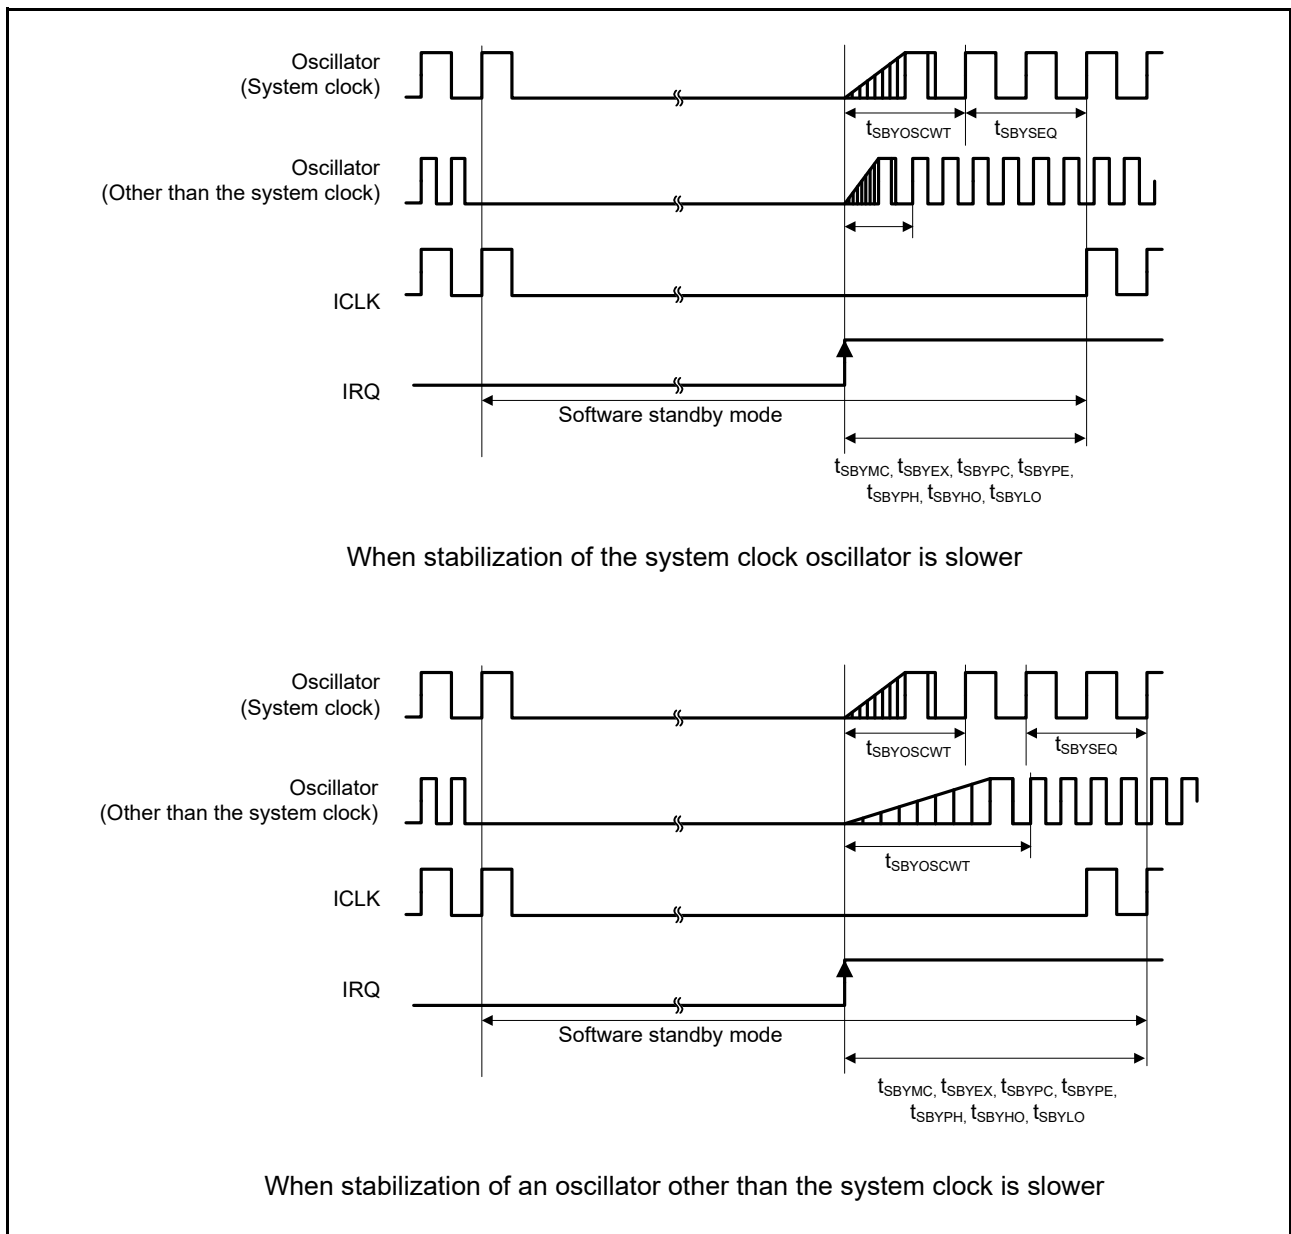 Oscillator
(System clock)
tSBYOSCWT
tSBYSEQ
Oscillator
(Other than the system clock)
ICLK
IRQ
Software standby mode
tSBYMC, tSBYEX, tSBYPC, tSBYPE,
tSBYPH, tSBYHO, tSBYLO
When stabilization of the system clock oscillator is slower
Oscillator
(System clock)
tSBYOSCWT
tSBYSEQ
Oscillator
(Other than the system clock)
tSBYOSCWT
ICLK
IRQ
Software standby mode
tSBYMC, tSBYEX, tSBYPC, tSBYPE,
tSBYPH, tSBYHO, tSBYLO
When stabilization of an oscillator other than the system clock is slower